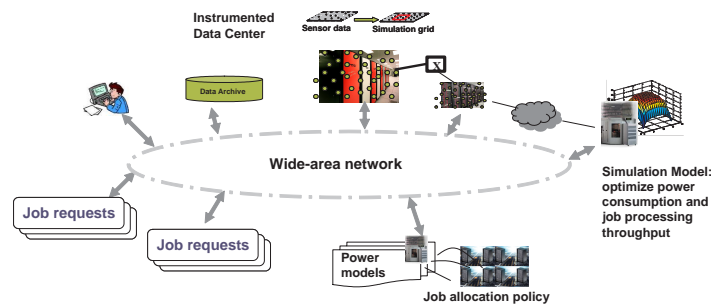 Instrumented
Data Center
Sensor data
Simulation grid
X
Data Archive
Wide-area network
Simulation Model:
optimize power
consumption and
job processing
throughput
Job requests
Job requests
Power
models
Job allocation policy